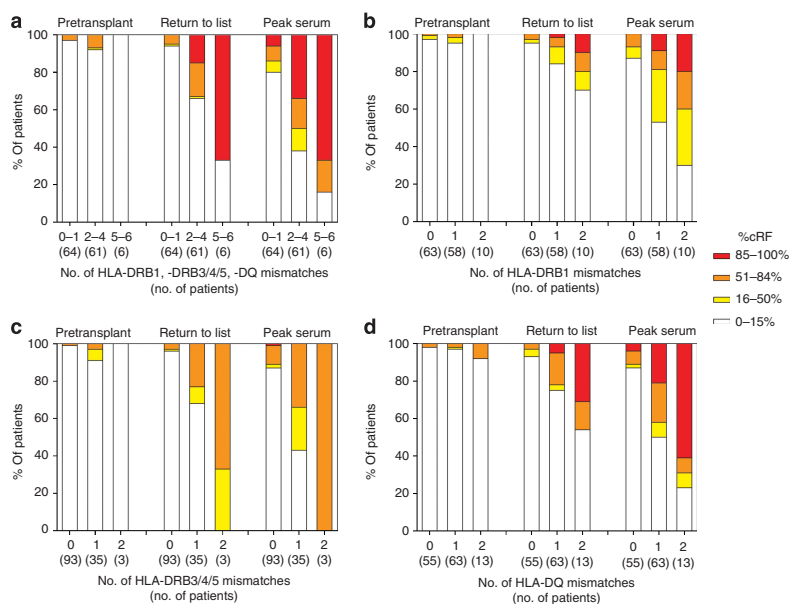 a
Pretransplant Return to list Peak serum
100
80
60
40
20
0
% Of patients
0–1 2–4 5–6 0–1 2–4 5–6 0–1 2–4 5–6
(64) (61) (6) (64) (61) (6) (64) (61) (6)
No. of HLA-DRB1, -DRB3/4/5, -DQ mismatches
(no. of patients)
b
Pretransplant Return to list Peak serum
100
80
60
40
20
0
% Of patients
0 1 2 0 1 2 0 1 2
(63) (58) (10) (63) (58) (10) (63) (58) (10)
No. of HLA-DRB1 mismatches
(no. of patients)
%cRF
85–100%
51–84%
16–50%
0–15%
c
Pretransplant Return to list Peak serum
100
80
60
40
20
0
% Of patients
0 1 2 0 1 2 0 1 2
(93) (35) (3) (93) (35) (3) (93) (35) (3)
No. of HLA-DRB3/4/5 mismatches
(no. of patients)
d
Pretransplant Return to list Peak serum
100
80
60
40
20
0
% Of patients
0 1 2 0 1 2 0 1 2
(55) (63) (13) (55) (63) (13) (55) (63) (13)
No. of HLA-DQ mismatches
(no. of patients)